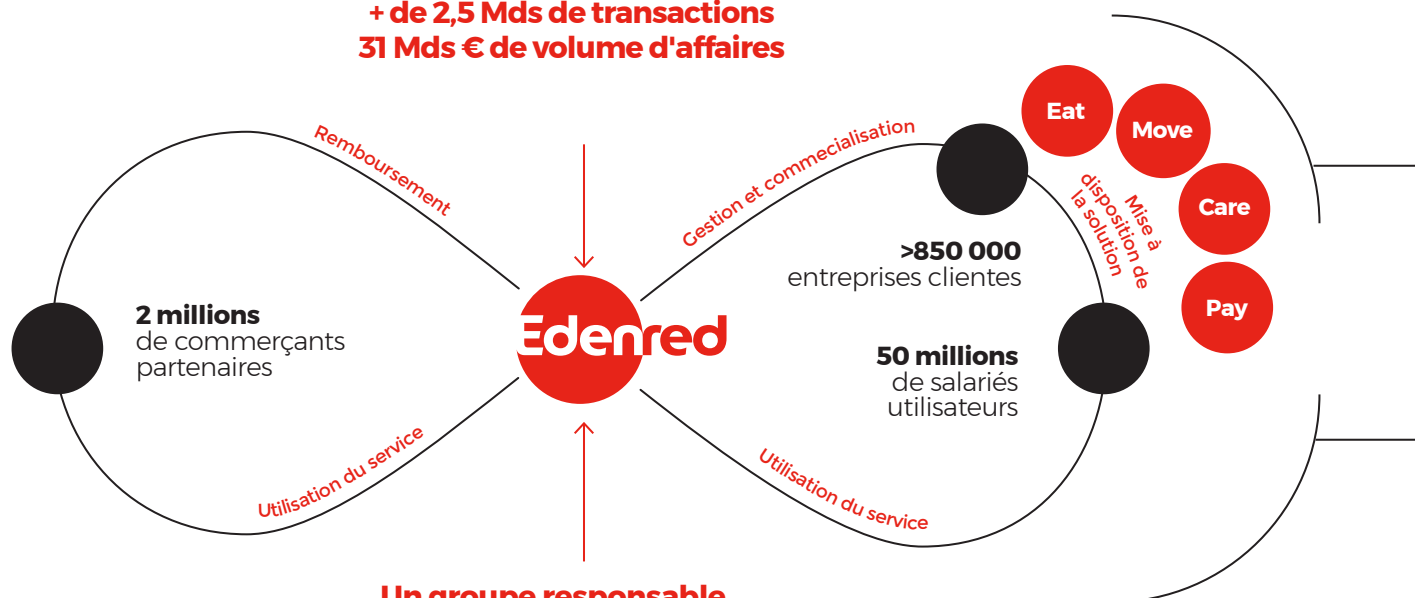 + de 2,5 Mds de transactions
31 Mds € de volume d'affaires
Remboursement
Gestion et commecialisation
Eat
Move
Care
Pay
Mise à
disposition de
la solution
>850 000
entreprises clientes
2 millions
de commerçants
partenaires
Edenred
50 millions
de salariés
utilisateurs
Utilisation du service
Utilisation du service
Un groupe responsable